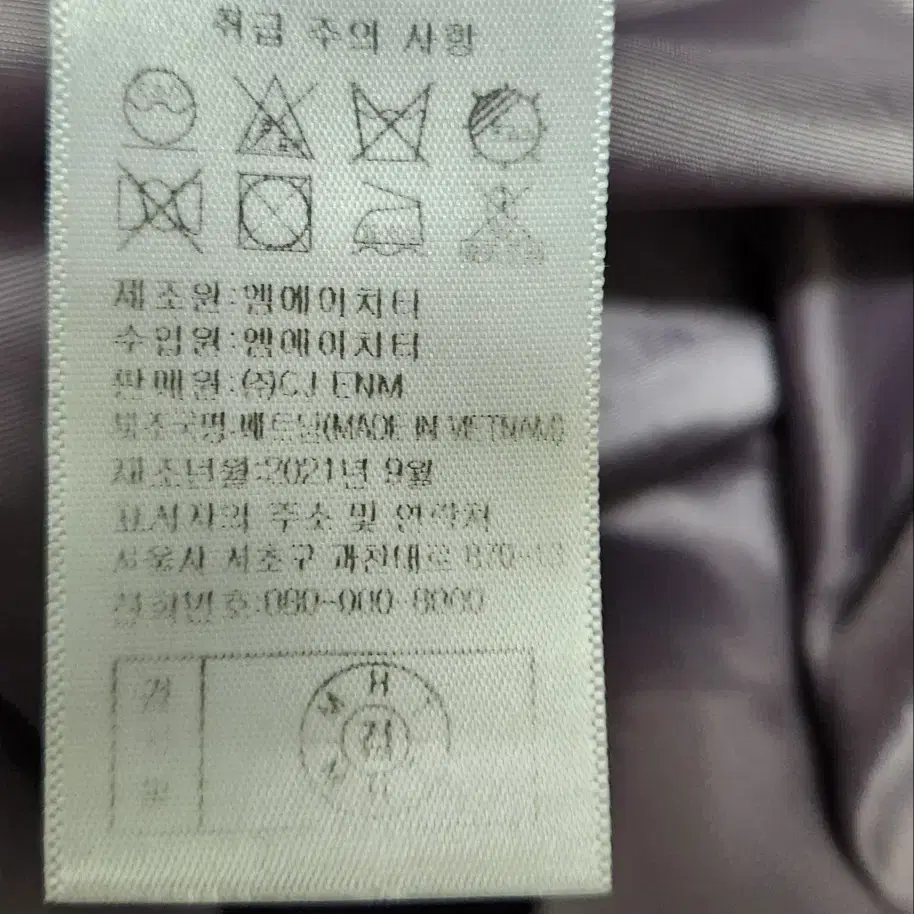 취급 주의 사항
제조원:엠에이치티
수입원:엠에이치티
판매원:(주)CJ ENM
제조국명:베트남(MADE IN VIETNAM)
제조년월:2021년 9월
표시자의 주소 및 연락처
서울시 서초구 과천대로 870-13
전화번호:080-000-8000
H
12